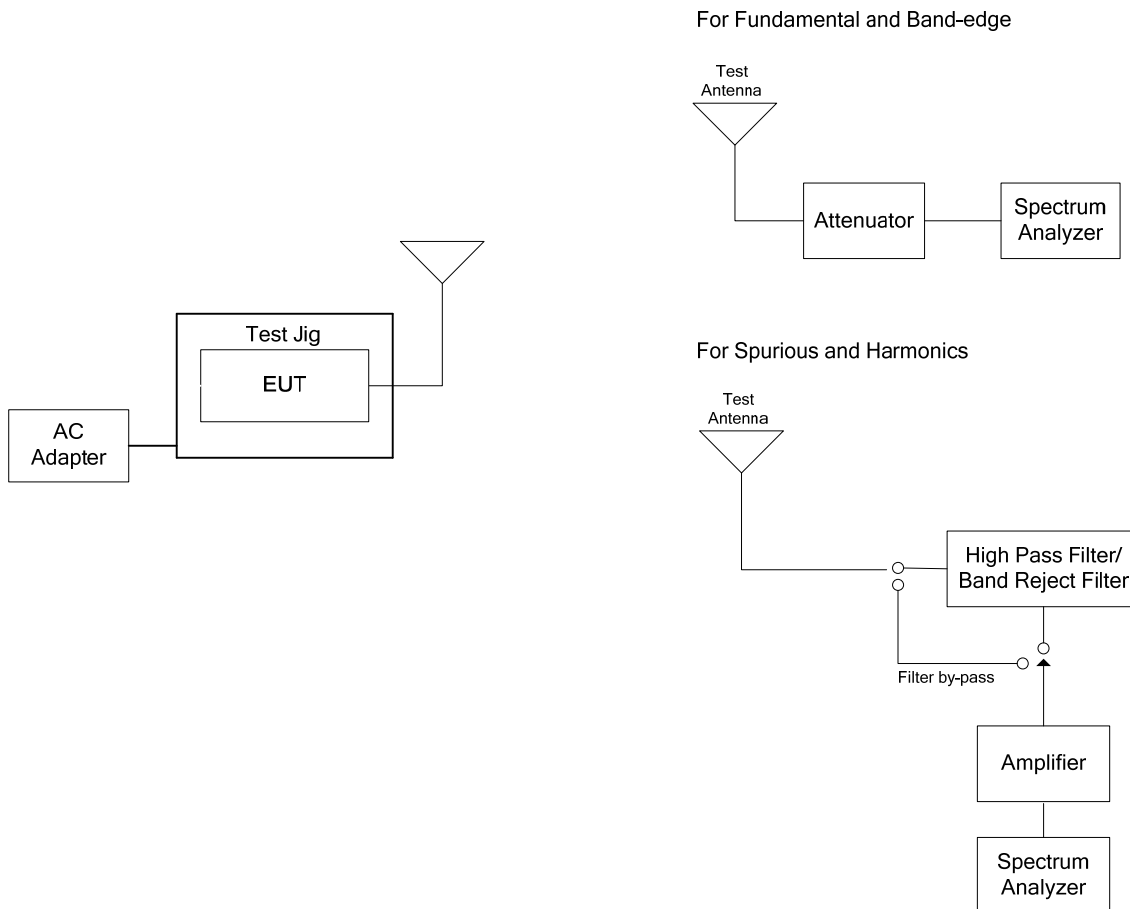 For Fundamental and Band-edge
Test
Antenna
Attenuator
Spectrum
Analyzer
Test Jig
EUT
AC
Adapter
For Spurious and Harmonics
Test
Antenna
High Pass Filter/
Band Reject Filter
Filter by-pass
Amplifier
Spectrum
Analyzer